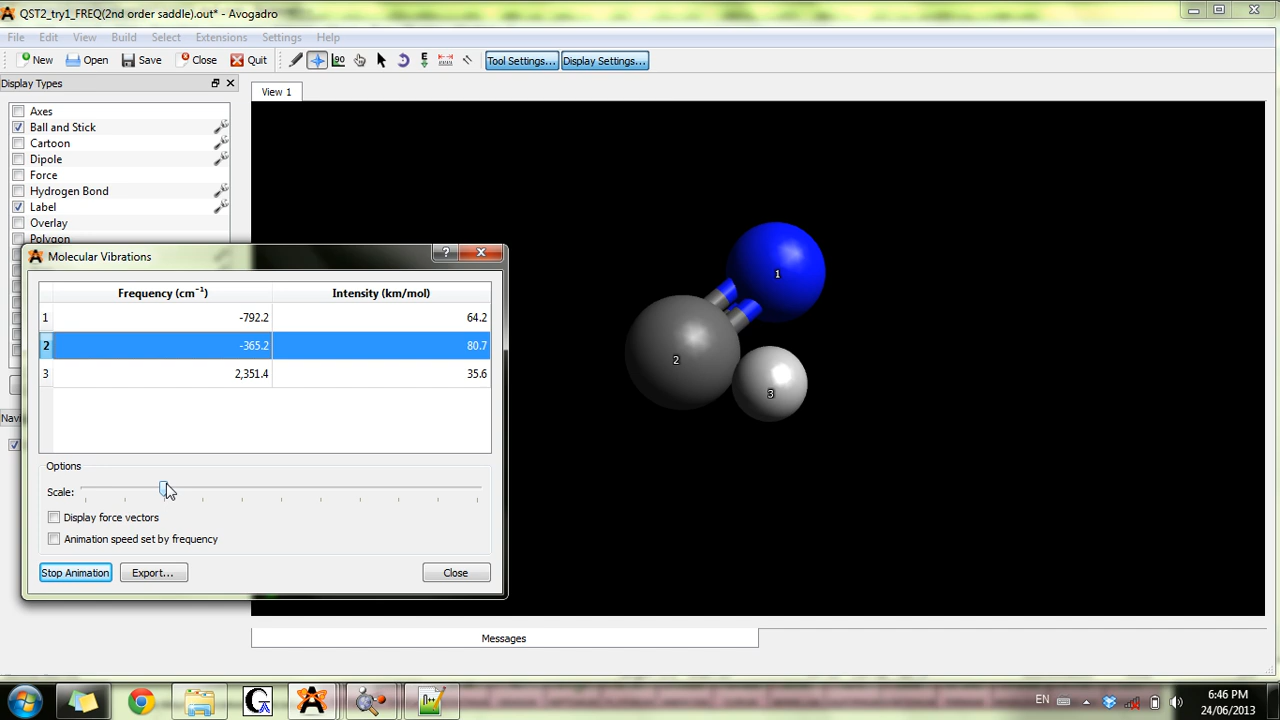 QST2_try1_FREQ(2nd order saddle).out* - Avogadro
File Edit View Build Select Extensions Settings Help
New Open Save Close Quit Tool Settings... Display Settings...
Display Types
View 1
Axes
Ball and Stick
Cartoon
Dipole
Force
Hydrogen Bond
Label
Overlay
Polygon
Molecular Vibrations
Frequency (cm⁻¹) Intensity (km/mol)
1 -792.2 64.2
2 -365.2 80.7
3 2,351.4 35.6
Options
Scale:
Display force vectors
Animation speed set by frequency
Stop Animation Export... Close
1
2
3
Messages
EN
6:46 PM
24/06/2013